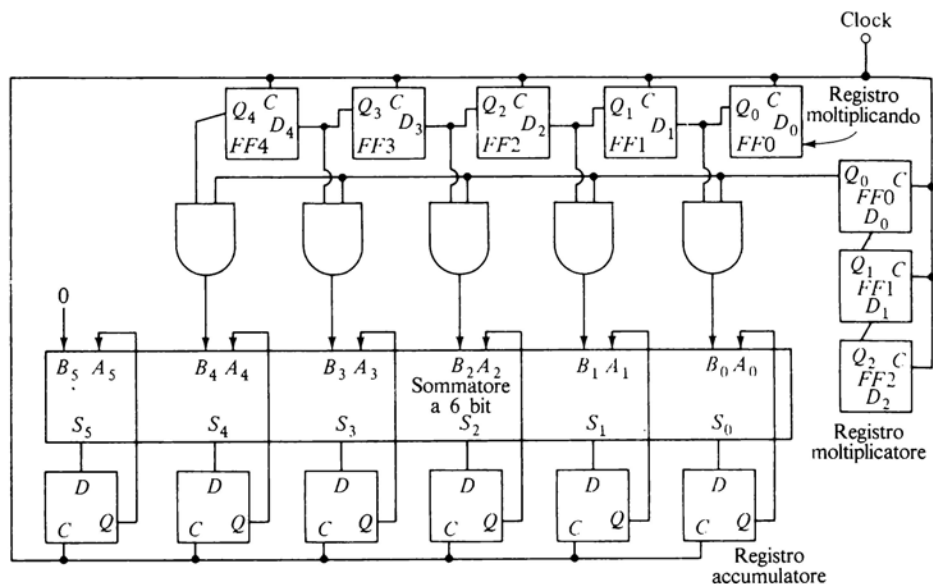 Clock
Q4 C D4 FF4
Q3 C D3 FF3
Q2 C D2 FF2
Q1 C D1 FF1
Q0 C D0 FF0
Registro
moltiplicando
Q0 C
FF0
D0
Q1 C
FF1
D1
Q2 C
FF2
D2
Registro
moltiplicatore
0
B5 A5 B4 A4 B3 A3 B2 A2 B1 A1 B0 A0
Sommatore
a 6 bit
S5 S4 S3 S2 S1 S0
D D D D D D
C Q C Q C Q C Q C Q C Q
Registro
accumulatore